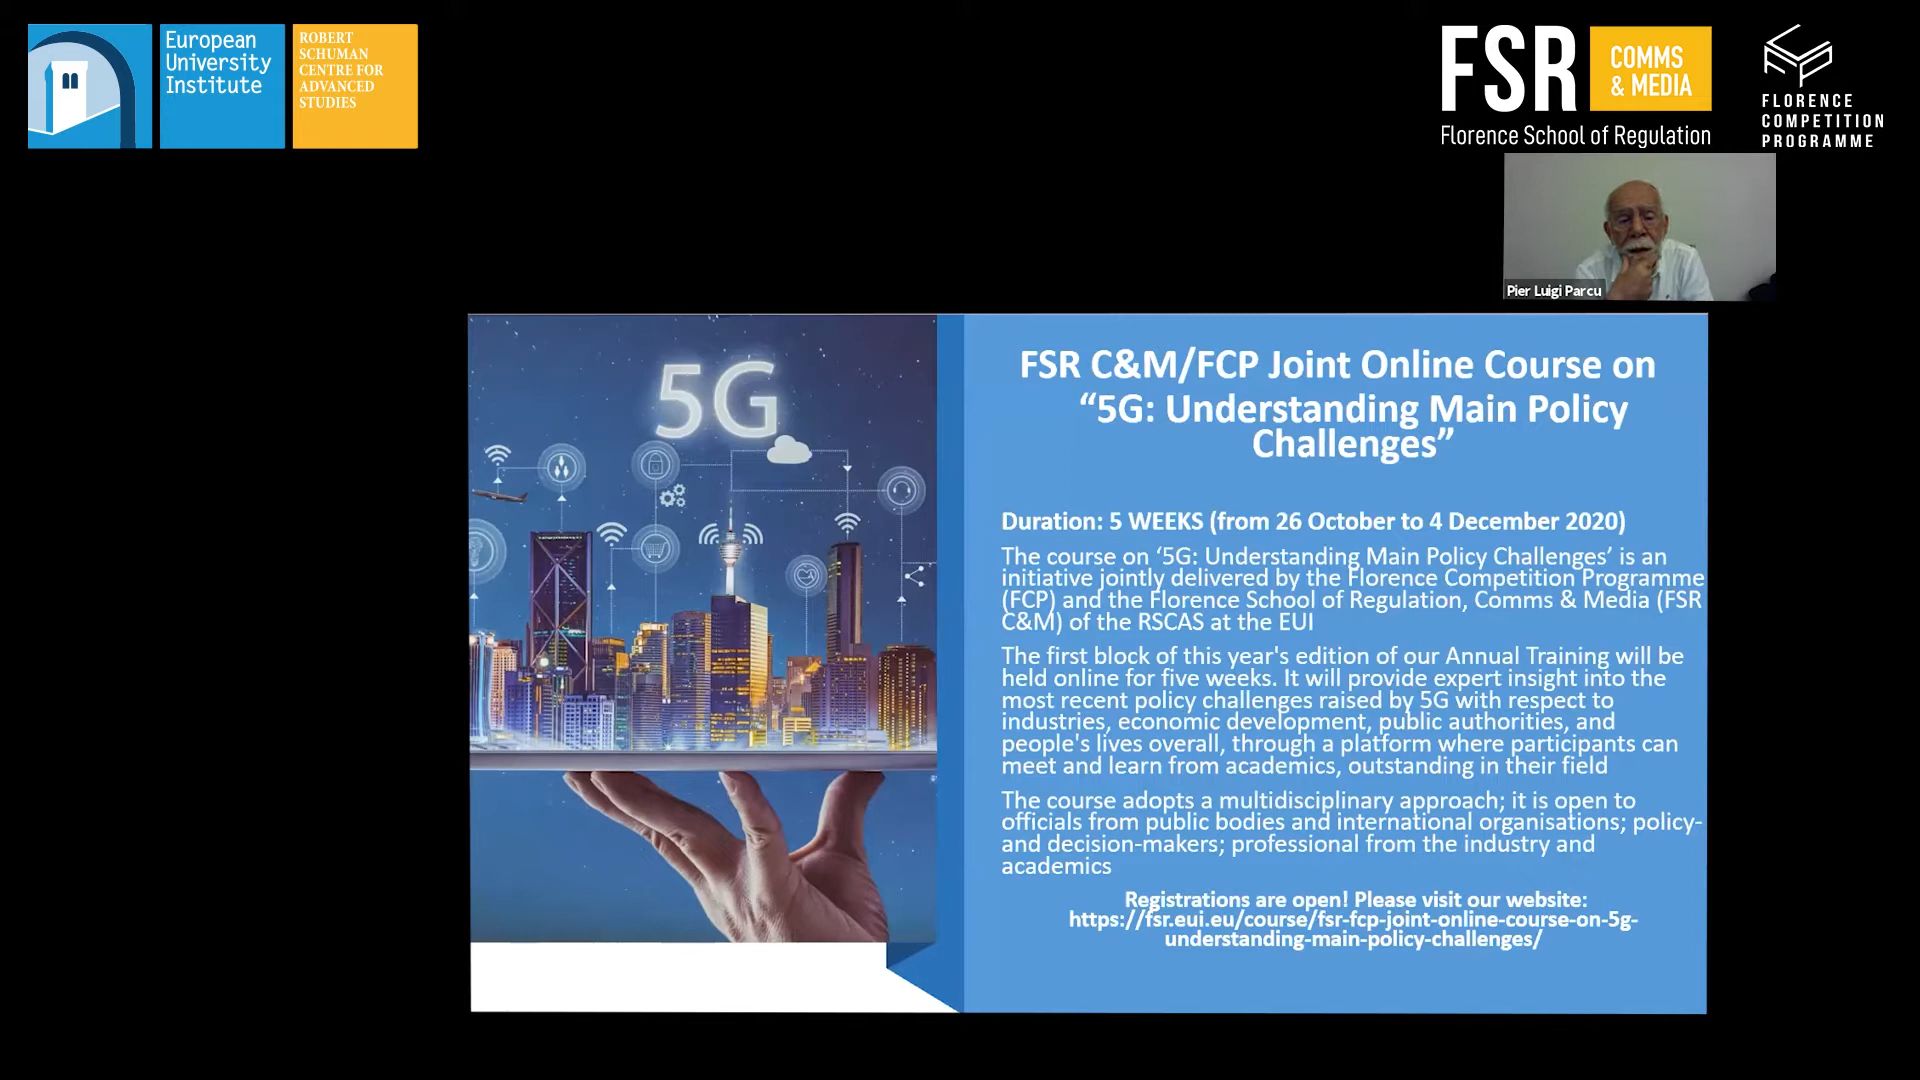 European
University
Institute
ROBERT
SCHUMAN
CENTRE FOR
ADVANCED
STUDIES
FSR
COMMS
& MEDIA
Florence School of Regulation
FLORENCE
COMPETITION
PROGRAMME
Pier Luigi Parcu
5G
FSR C&M/FCP Joint Online Course on
“5G: Understanding Main Policy
Challenges”
Duration: 5 WEEKS (from 26 October to 4 December 2020)
The course on ‘5G: Understanding Main Policy Challenges’ is an
initiative jointly delivered by the Florence Competition Programme
(FCP) and the Florence School of Regulation, Comms & Media (FSR
C&M) of the RSCAS at the EUI
The first block of this year's edition of our Annual Training will be
held online for five weeks. It will provide expert insight into the
most recent policy challenges raised by 5G with respect to
industries, economic development, public authorities, and
people's lives overall, through a platform where participants can
meet and learn from academics, outstanding in their field
The course adopts a multidisciplinary approach; it is open to
officials from public bodies and international organisations; policy-
and decision-makers; professional from the industry and
academics
Registrations are open! Please visit our website:
https://fsr.eui.eu/course/fsr-fcp-joint-online-course-on-5g-
understanding-main-policy-challenges/